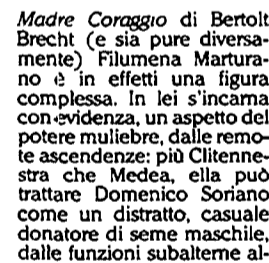 Madre Coraggio di Bertolt
Brecht (e sia pure diversa-
mente) Filumena Martura-
no è in effetti una figura
complessa. In lei s'incarna
con evidenza, un aspetto del
potere muliebre, dalle remo-
te ascendenze: più Clitenne-
stra che Medea, ella può
trattare Domenico Soriano
come un distratto, casuale
donatore di seme maschile,
dalle funzioni subalterne al-